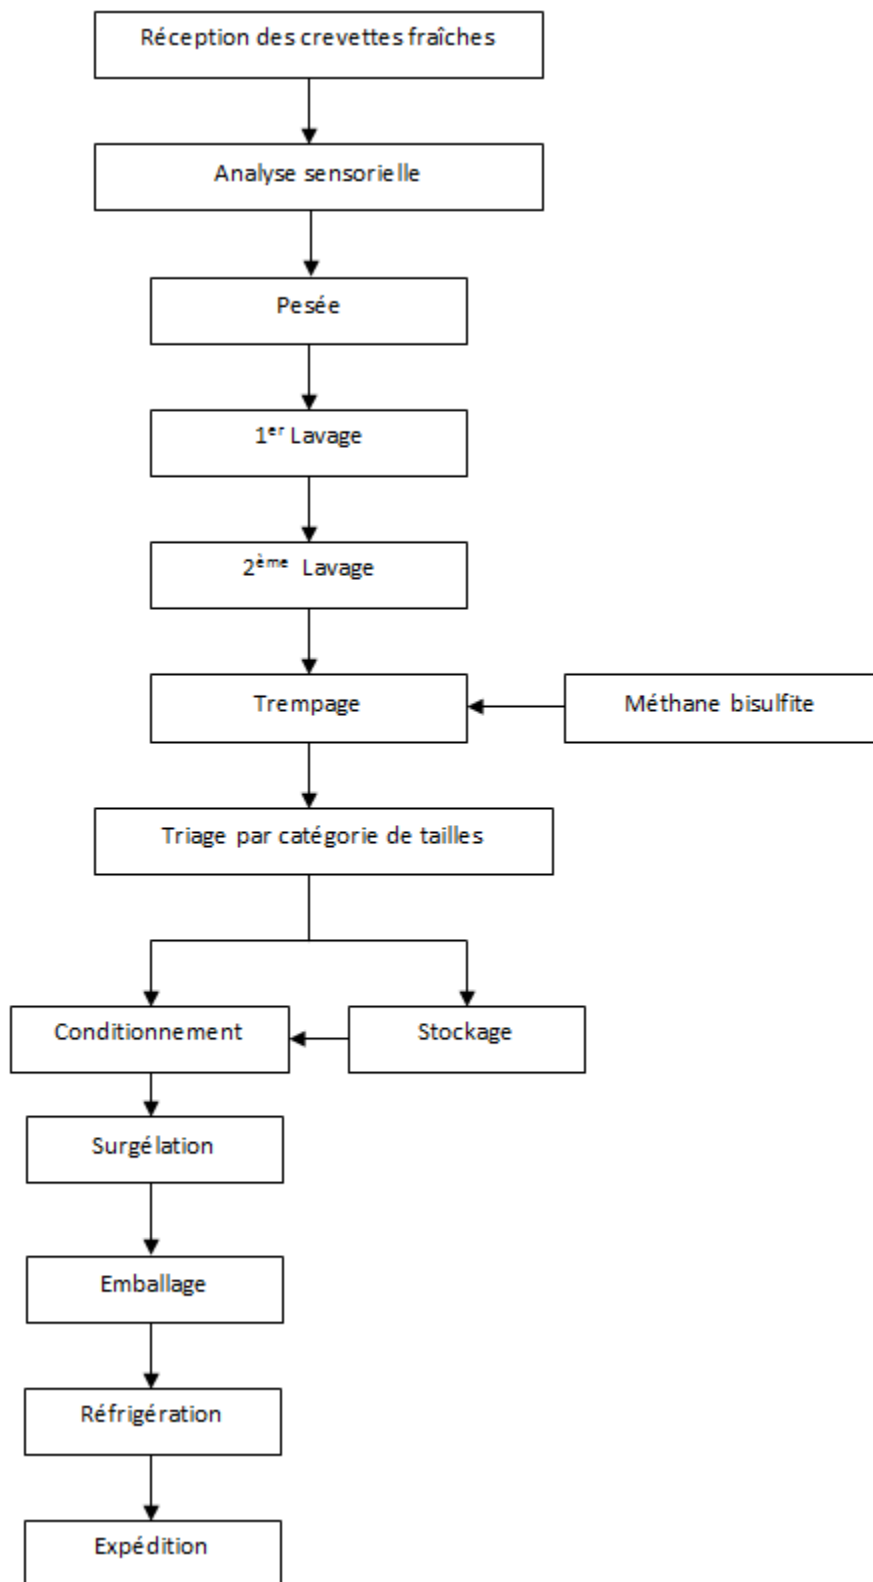 Réception des crevettes fraîches
Analyse sensorielle
Pesée
1er Lavage
2ème Lavage
Trempage
Méthane bisulfite
Triage par catégorie de tailles
Conditionnement
Stockage
Surgélation
Emballage
Réfrigération
Expédition